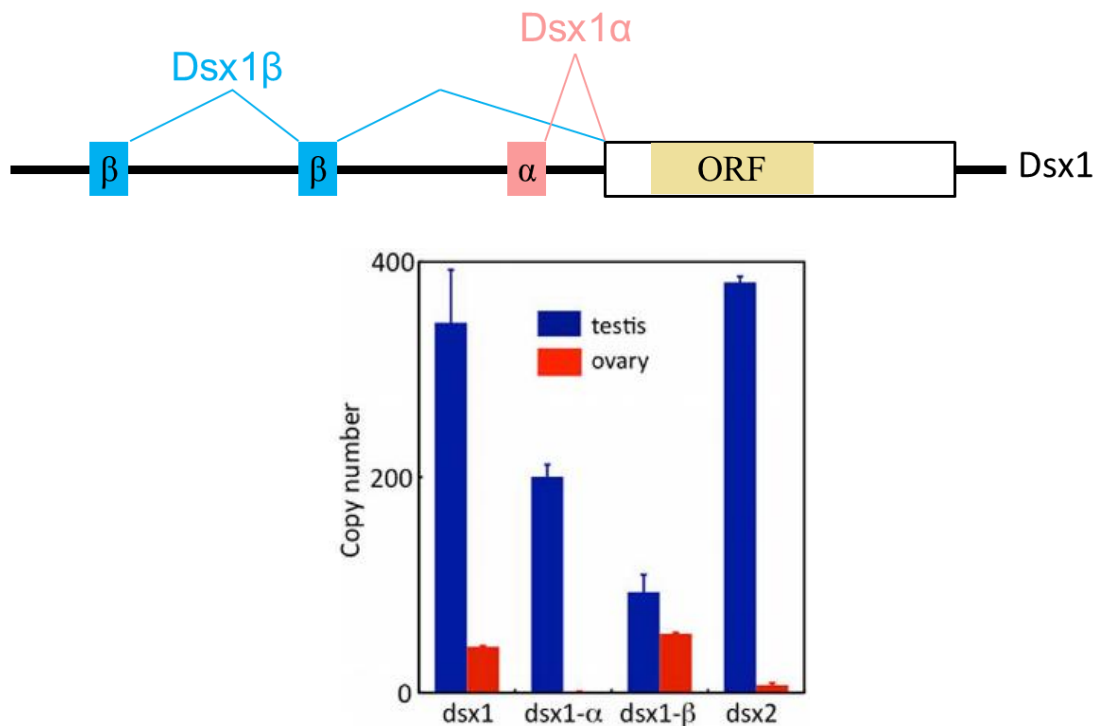 Dsx1α
Dsx1β
β β α ORF Dsx1
400
testis
ovary
Copy number
200
0
dsx1 dsx1-α dsx1-β dsx2